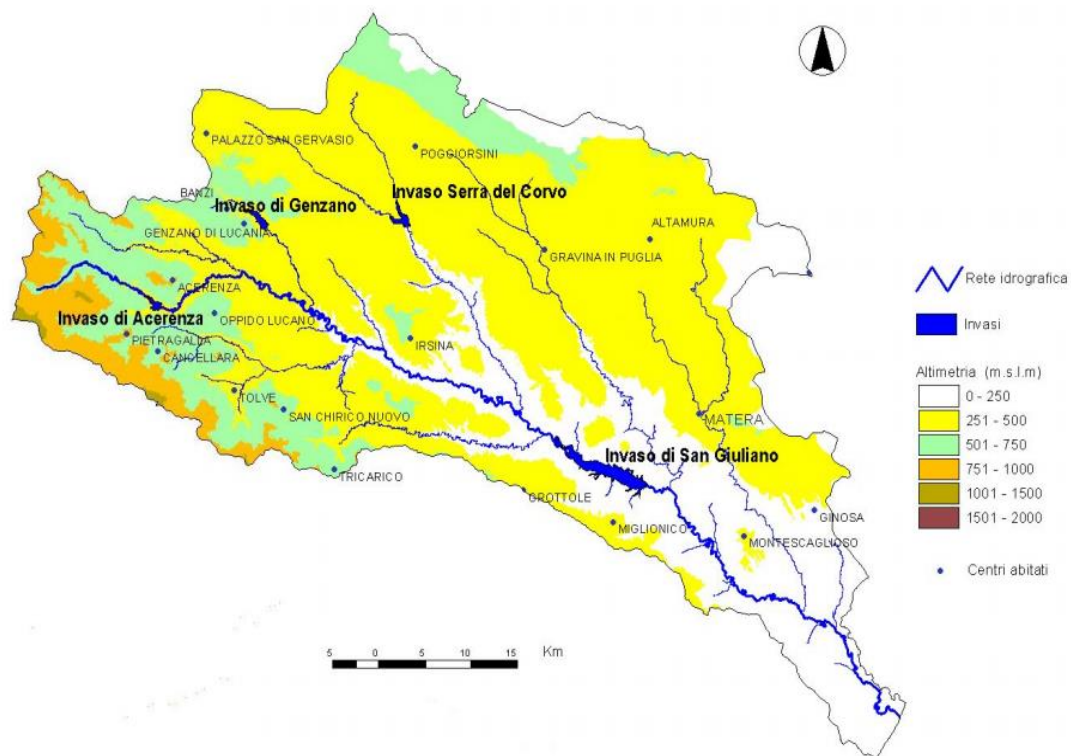 PALAZZO SAN GERVASIO
POGGIORSINI
BANZI
Invaso di Genzano
Invaso Serra del Corvo
GENZANO DI LUCANIA
ALTAMURA
GRAVINA IN PUGLIA
ACERENZA
Invaso di Acerenza
OPPIDO LUCANO
PIETRAGALLA
CANCELLARA
IRSINA
TOLVE
SAN CHIRICO NUOVO
MATERA
TRICARICO
Invaso di San Giuliano
GROTTOLE
MIGLIONICO
GINOSA
MONTESCAGLIOSO
5 0 5 10 15 Km
Rete idrografica
Invasi
Altimetria (m.s.l.m)
0 - 250
251 - 500
501 - 750
751 - 1000
1001 - 1500
1501 - 2000
Centri abitati